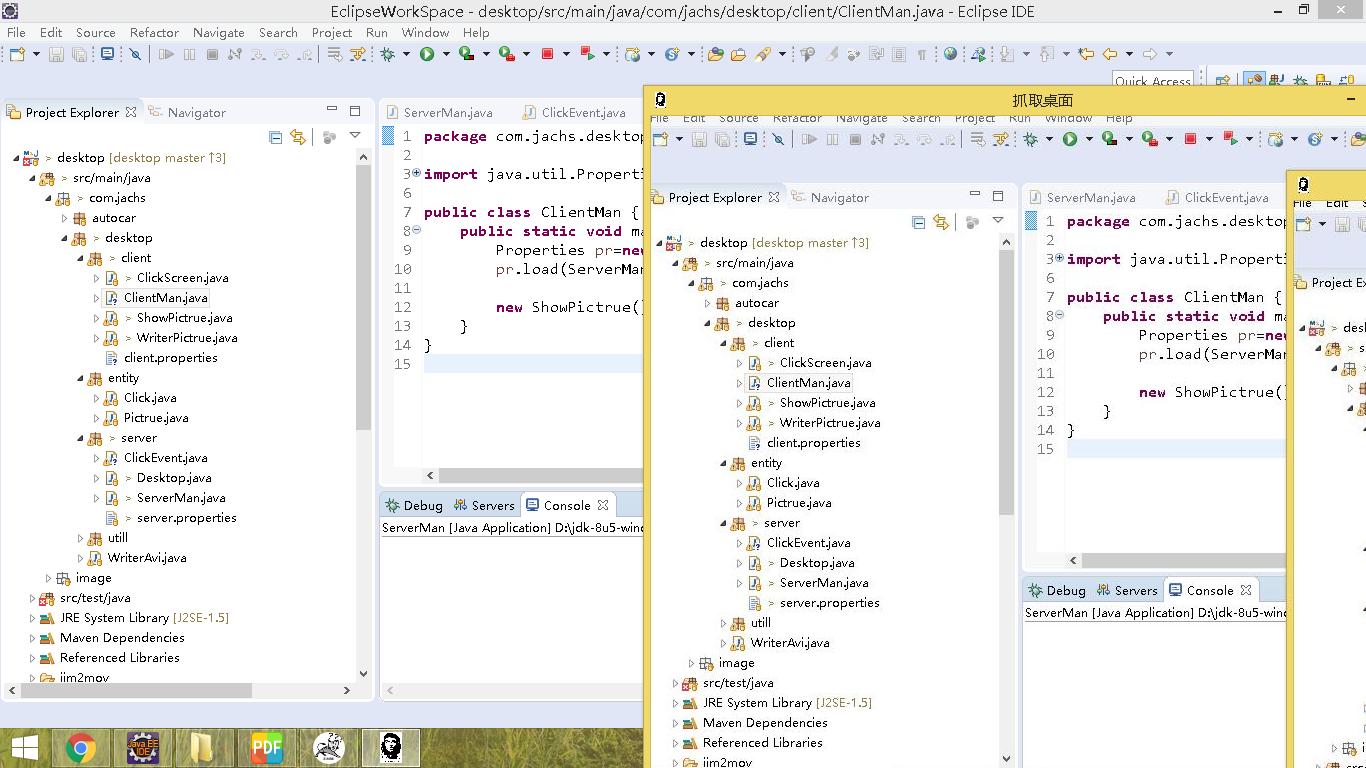 EclipseWorkSpace - desktop/src/main/java/com/jachs/desktop/client/ClientMan.java - Eclipse IDE
File Edit Source Refactor Navigate Search Project Run Window Help
Quick Access
Project Explorer Navigator
desktop [desktop master ↑3]
src/main/java
com.jachs
autocar
desktop
client
ClickScreen.java
ClientMan.java
ShowPictrue.java
WriterPictrue.java
client.properties
entity
Click.java
Pictrue.java
server
ClickEvent.java
Desktop.java
ServerMan.java
server.properties
utill
WriterAvi.java
image
src/test/java
JRE System Library [J2SE-1.5]
Maven Dependencies
Referenced Libraries
jim2mov
ServerMan.java ClickEvent.java
1 package com.jachs.deskto
2
3 import java.util.Properti
6
7 public class ClientMan {
8 public static void ma
9 Properties pr=new
10 pr.load(ServerMan
11
12 new ShowPictrue()
13 }
14 }
15
Debug Servers Console
ServerMan [Java Application] D:\jdk-8u5-wind
抓取桌面
File Edit Source Refactor Navigate Search Project Run Window Help
Project Explorer Navigator
desktop [desktop master ↑3]
src/main/java
com.jachs
autocar
desktop
client
ClickScreen.java
ClientMan.java
ShowPictrue.java
WriterPictrue.java
client.properties
entity
Click.java
Pictrue.java
server
ClickEvent.java
Desktop.java
ServerMan.java
server.properties
utill
WriterAvi.java
image
src/test/java
JRE System Library [J2SE-1.5]
Maven Dependencies
Referenced Libraries
jim2mov
ServerMan.java ClickEvent.java
1 package com.jachs.deskto
2
3 import java.util.Properti
6
7 public class ClientMan {
8 public static void ma
9 Properties pr=new
10 pr.load(ServerMan
11
12 new ShowPictrue()
13 }
14 }
15
Debug Servers Console
ServerMan [Java Application] D:\jdk-8u5-wind
File Edit S
Project Ex
desk
s
Java EE IDE
PDF